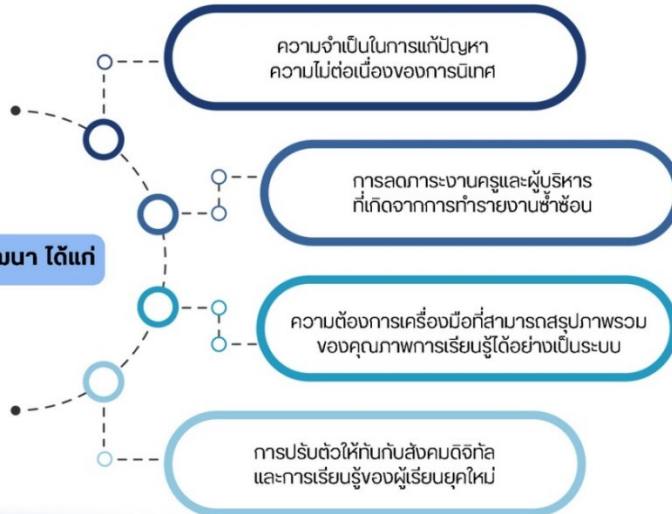 ความจำเป็นในการแก้ปัญหา
ความไม่ต่อเนื่องของการนิเทศ
การลดภาระงานครูและผู้บริหาร
ที่เกิดจากการทำรายงานซ้ำซ้อน
ได้แก่
ความต้องการเครื่องมือที่สามารถสรุปภาพรวม
ของคุณภาพการเรียนรู้ได้อย่างเป็นระบบ
การปรับตัวให้ทันกับสังคมดิจิทัล
และการเรียนรู้ของผู้เรียนยุคใหม่